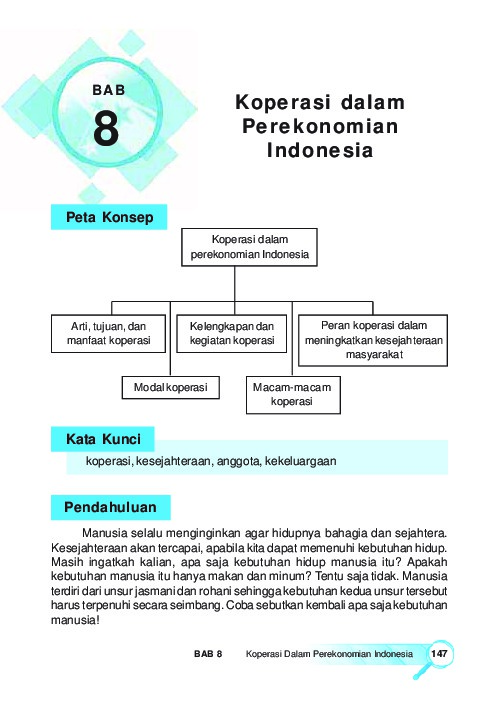 BAB
8
Koperasi dalam
Perekonomian
Indonesia
Peta Konsep
Koperasi dalam
perekonomian Indonesia
Arti, tujuan, dan
manfaat koperasi
Kelengkapan dan
kegiatan koperasi
Peran koperasi dalam
meningkatkan kesejahteraan
masyarakat
Modal koperasi
Macam-macam
koperasi
Kata Kunci
koperasi, kesejahteraan, anggota, kekeluargaan
Pendahuluan
Manusia selalu menginginkan agar hidupnya bahagia dan sejahtera.
Kesejahteraan akan tercapai, apabila kita dapat memenuhi kebutuhan hidup.
Masih ingatkah kalian, apa saja kebutuhan hidup manusia itu? Apakah
kebutuhan manusia itu hanya makan dan minum? Tentu saja tidak. Manusia
terdiri dari unsur jasmani dan rohani sehingga kebutuhan kedua unsur tersebut
harus terpenuhi secara seimbang. Coba sebutkan kembali apa saja kebutuhan
manusia!
BAB 8 Koperasi Dalam Perekonomian Indonesia 147